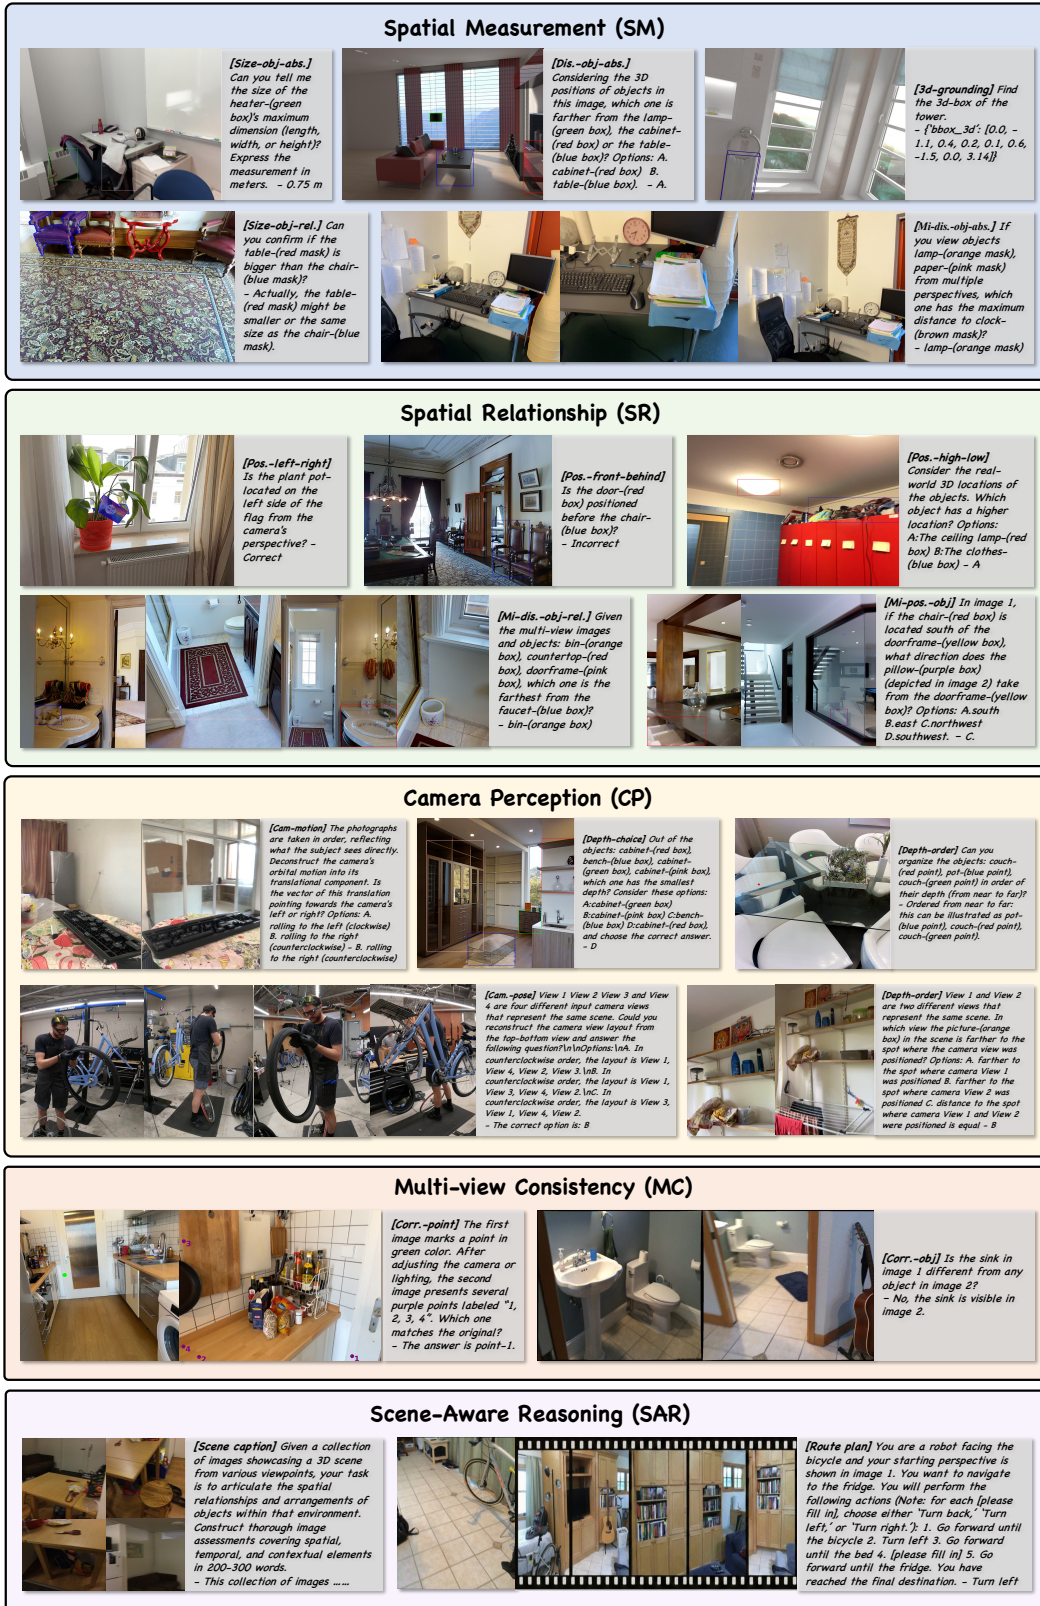 Spatial Measurement (SM)
[Size-obj-abs.]
Can you tell me
the size of the
heater-(green
box)'s maximum
dimension (length,
width, or height)?
Express the
measurement in
meters. - 0.75 m
[Dis.-obj-abs.]
Considering the 3D
positions of objects in
this image, which one is
farther from the lamp-
(green box), the cabinet-
(red box) or the table-
(blue box)? Options: A.
cabinet-(red box) B.
table-(blue box). - A.
[3d-grounding] Find
the 3d-box of the
tower.
- {'bbox_3d': [0.0, -
1.1, 0.4, 0.2, 0.1, 0.6,
-1.5, 0.0, 3.14]}
[Size-obj-rel.] Can
you confirm if the
table-(red mask) is
bigger than the chair-
(blue mask)?
- Actually, the table-
(red mask) might be
smaller or the same
size as the chair-(blue
mask).
[Mi-dis.-obj-abs.] If
you view objects
lamp-(orange mask),
paper-(pink mask)
from multiple
perspectives, which
one has the maximum
distance to clock-
(brown mask)?
- lamp-(orange mask)
Spatial Relationship (SR)
[Pos.-left-right]
Is the plant pot-
located on the
left side of the
flag from the
camera's
perspective? -
Correct
[Pos.-front-behind]
Is the door-(red
box) positioned
before the chair-
(blue box)?
- Incorrect
[Pos.-high-low]
Consider the real-
world 3D locations of
the objects. Which
object has a higher
location? Options:
A:The ceiling lamp-(red
box) B:The clothes-
(blue box) - A
[Mi-dis.-obj-rel.] Given
the multi-view images
and objects: bin-(orange
box), countertop-(red
box), doorframe-(pink
box), which one is the
farthest from the
faucet-(blue box)?
- bin-(orange box)
[Mi-pos.-obj] In image 1,
if the chair-(red box) is
located south of the
doorframe-(yellow box),
what direction does the
pillow-(purple box)
(depicted in image 2) take
from the doorframe-(yellow
box)? Options: A.south
B.east C.northwest
D.southwest. - C.
Camera Perception (CP)
[Cam-motion] The photographs
are taken in order, reflecting
what the subject sees directly.
Deconstruct the camera's
orbital motion into its
translational component. Is
the vector of this translation
pointing towards the camera's
left or right? Options: A.
rolling to the left (clockwise)
B. rolling to the right
(counterclockwise) - B. rolling
to the right (counterclockwise)
[Depth-choice] Out of the
objects: cabinet-(red box),
bench-(blue box), cabinet-
(green box), cabinet-(pink box),
which one has the smallest
depth? Consider these options:
A:cabinet-(green box)
B:cabinet-(pink box) C:bench-
(blue box) D:cabinet-(red box),
and choose the correct answer.
- D
[Depth-order] Can you
organize the objects: couch-
(red point), pot-(blue point),
couch-(green point) in order of
their depth (from near to far)?
- Ordered from near to far:
this can be illustrated as pot-
(blue point), couch-(red point),
couch-(green point).
[Cam.-pose] View 1 View 2 View 3 and View
4 are four different input camera views
that represent the same scene. Could you
reconstruct the camera view layout from
the top-bottom view and answer the
following question?\n\nOptions:\nA. In
counterclockwise order, the layout is View 1,
View 4, View 2, View 3.\nB. In
counterclockwise order, the layout is View 1,
View 3, View 4, View 2.\nC. In
counterclockwise order, the layout is View 3,
View 1, View 4, View 2.
- The correct option is: B
[Depth-order] View 1 and View 2
are two different views that
represent the same scene. In
which view the picture-(orange
box) in the scene is farther to the
spot where the camera view was
positioned? Options: A. farther to
the spot where camera View 1
was positioned B. farther to the
spot where camera View 2 was
positioned C. distance to the spot
where camera View 1 and View 2
were positioned is equal - B
Multi-view Consistency (MC)
3
4
2
1
[Corr.-point] The first
image marks a point in
green color. After
adjusting the camera or
lighting, the second
image presents several
purple points labeled "1,
2, 3, 4". Which one
matches the original?
- The answer is point-1.
[Corr.-obj] Is the sink in
image 1 different from any
object in image 2?
- No, the sink is visible in
image 2.
Scene-Aware Reasoning (SAR)
[Scene caption] Given a collection
of images showcasing a 3D scene
from various viewpoints, your task
is to articulate the spatial
relationships and arrangements of
objects within that environment.
Construct thorough image
assessments covering spatial,
temporal, and contextual elements
in 200-300 words.
- This collection of images ......
[Route plan] You are a robot facing the
bicycle and your starting perspective is
shown in image 1. You want to navigate
to the fridge. You will perform the
following actions (Note: for each [please
fill in], choose either 'Turn back,' 'Turn
left,' or 'Turn right.'): 1. Go forward until
the bicycle 2. Turn left 3. Go forward
until the bed 4. [please fill in] 5. Go
forward until the fridge. You have
reached the final destination. - Turn left